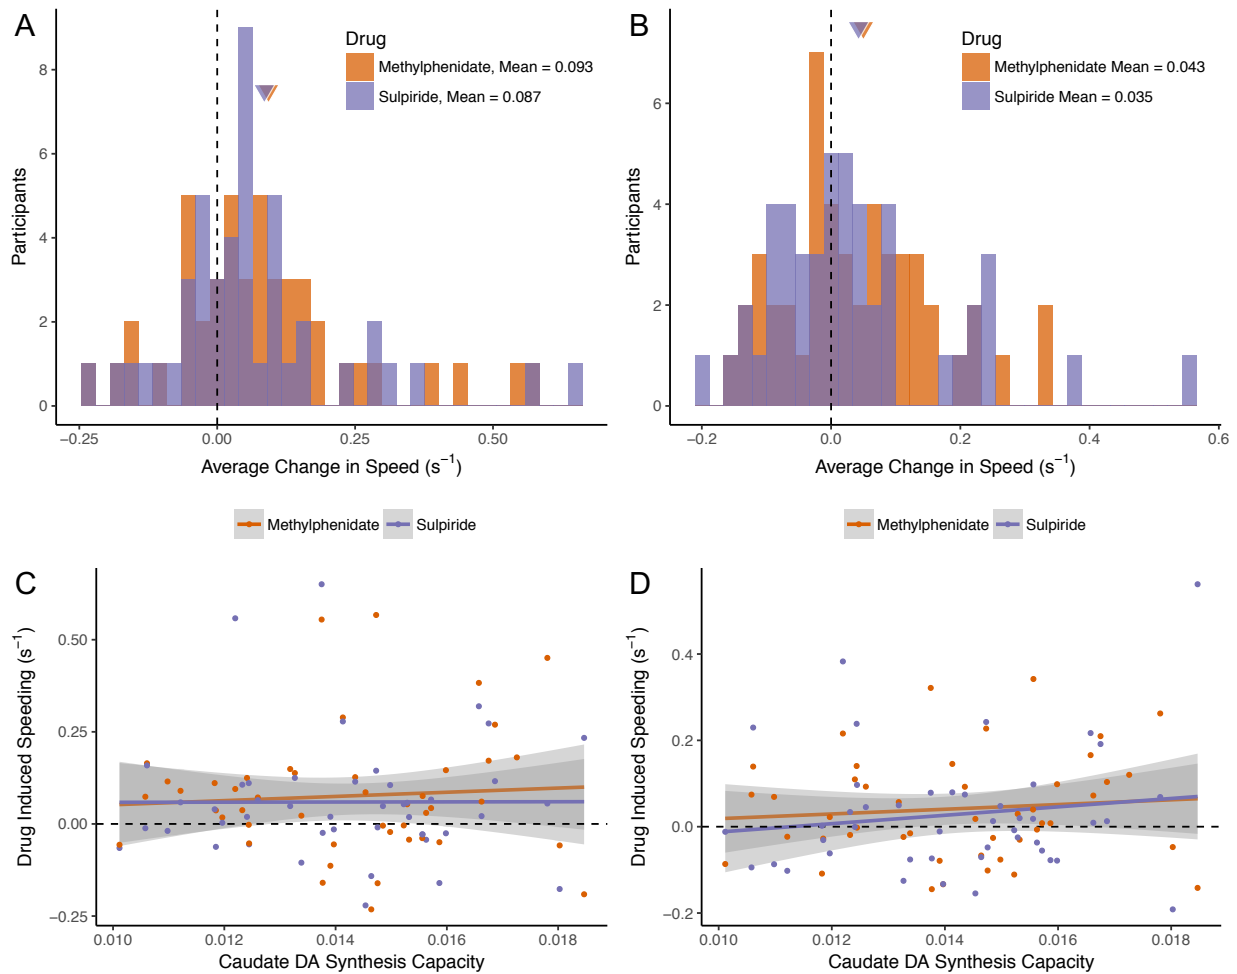 A
Drug
Methylphenidate, Mean = 0.093
Sulpiride, Mean = 0.087
Participants
8
6
4
2
0
−0.25
0.00
0.25
0.50
Average Change in Speed (s⁻¹)
B
Drug
Methylphenidate Mean = 0.043
Sulpiride Mean = 0.035
Participants
6
4
2
0
−0.2
0.0
0.2
0.4
0.6
Average Change in Speed (s⁻¹)
Methylphenidate Sulpiride
C
Drug Induced Speeding (s⁻¹)
0.50
0.25
0.00
−0.25
0.010
0.012
0.014
0.016
0.018
Caudate DA Synthesis Capacity
Methylphenidate Sulpiride
D
Drug Induced Speeding (s⁻¹)
0.4
0.2
0.0
−0.2
0.010
0.012
0.014
0.016
0.018
Caudate DA Synthesis Capacity